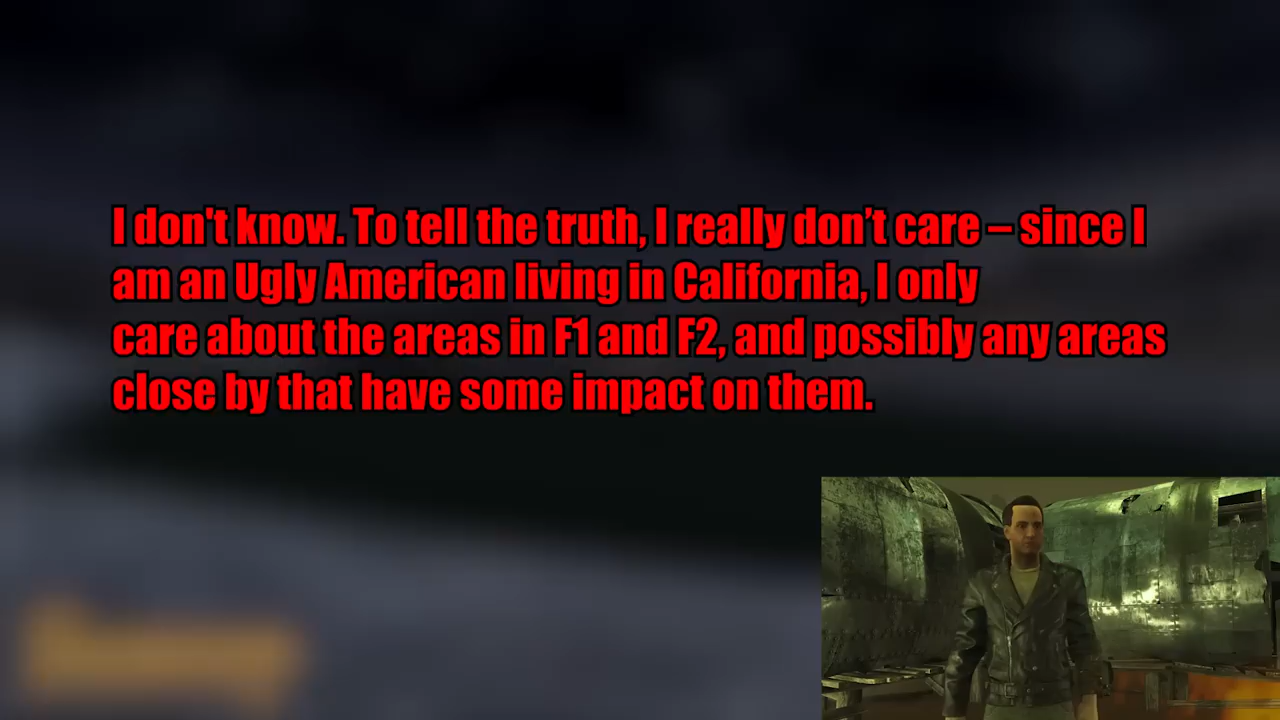 I don't know. To tell the truth, I really don’t care – since I
am an Ugly American living in California, I only
care about the areas in F1 and F2, and possibly any areas
close by that have some impact on them.